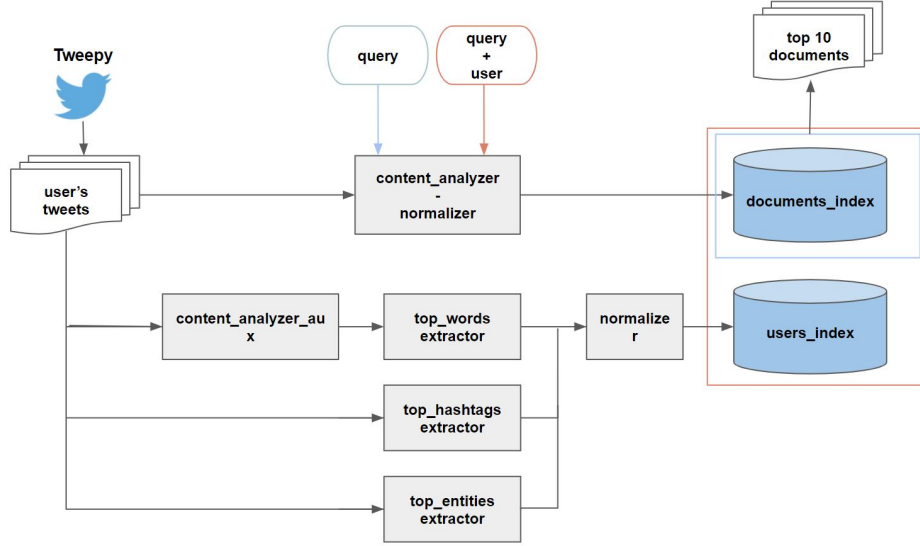 Tweepy
query
query
+
user
top 10
documents
user's
tweets
content_analyzer
-
normalizer
documents_index
content_analyzer_au
x
top_words
extractor
normalize
r
users_index
top_hashtags
extractor
top_entities
extractor